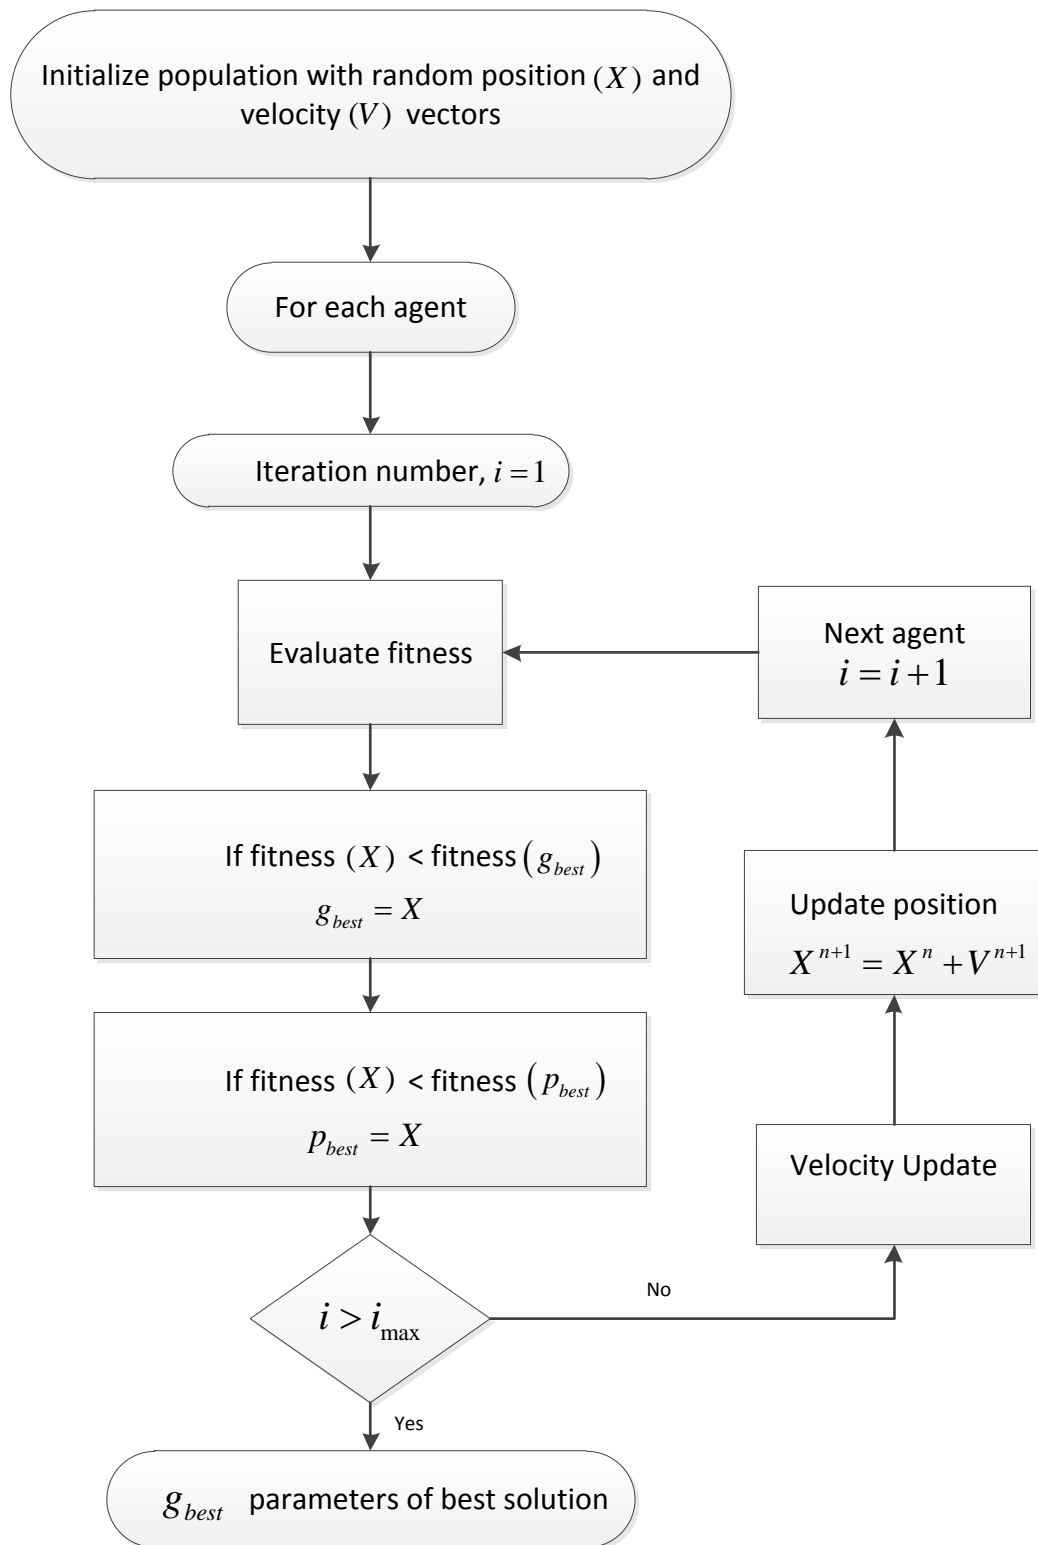 Initialize population with random position (X) and
velocity (V) vectors
For each agent
Iteration number, i = 1
Evaluate fitness
If fitness (X) < fitness (g_best)
g_best = X
If fitness (X) < fitness (p_best)
p_best = X
i > i_max
No
Yes
g_best parameters of best solution
Velocity Update
Update position
X^{n+1} = X^n + V^{n+1}
Next agent
i = i + 1